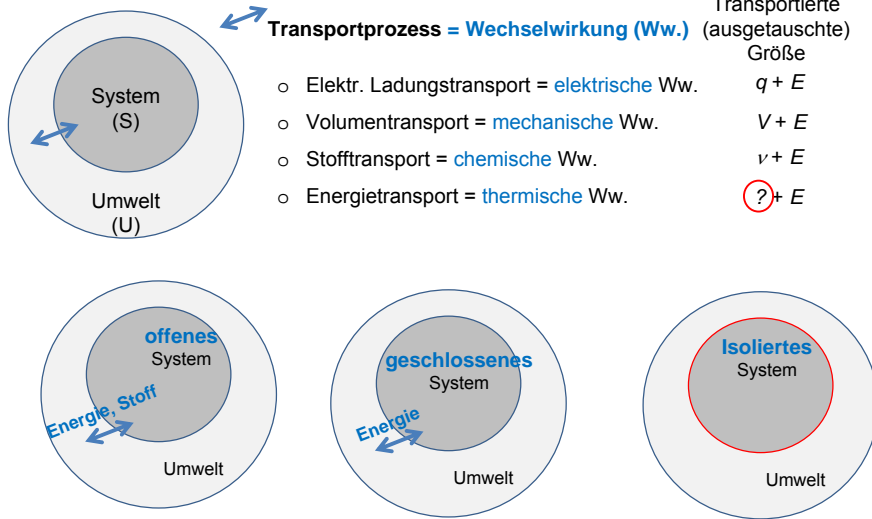 Transportierte
Transportprozess = Wechselwirkung (Ww.) (ausgetauschte)
Größe
System
(S)
o Elektr. Ladungstransport = elektrische Ww. q + E
o Volumentransport = mechanische Ww. V + E
o Stofftransport = chemische Ww. ν + E
o Energietransport = thermische Ww. ? + E
Umwelt
(U)
offenes
System
Energie, Stoff
Umwelt
geschlossenes
System
Energie
Umwelt
Isoliertes
System
Umwelt